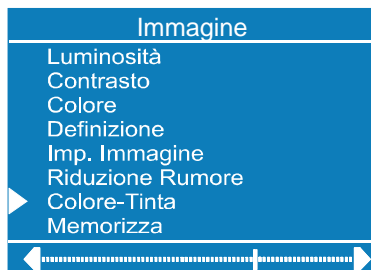 Immagine
Luminosità
Contrasto
Colore
Definizione
Imp. Immagine
Riduzione Rumore
Colore-Tinta
Memorizza